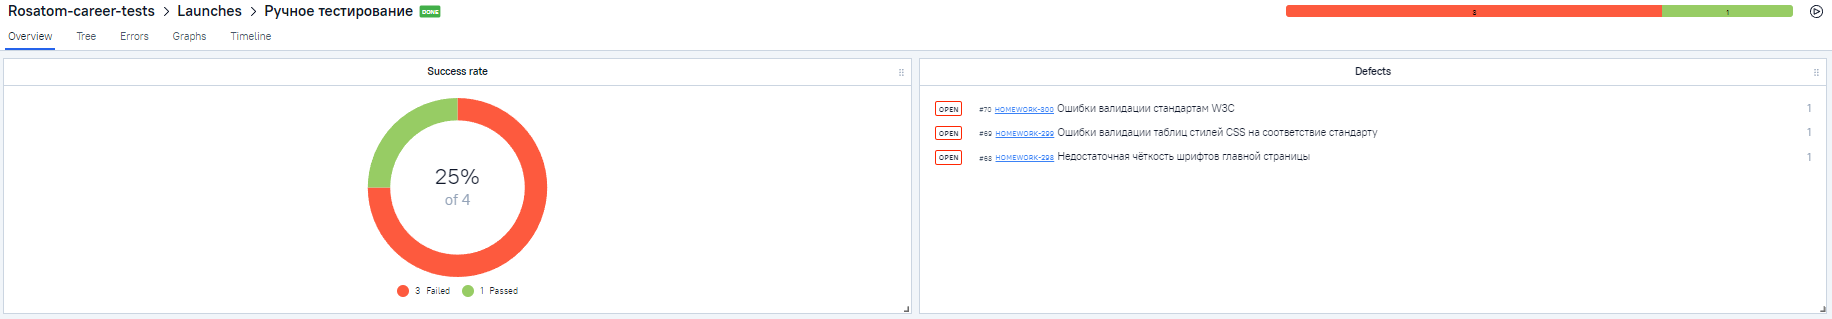 Rosatom-career-tests > Launches > Ручное тестирование DONE
3 1
Overview Tree Errors Graphs Timeline
Success rate
25%
of 4
3 Failed 1 Passed
Defects
OPEN #70 HOMEWORK-300 Ошибки валидации стандартам W3C 1
OPEN #69 HOMEWORK-299 Ошибки валидации таблиц стилей CSS на соответствие стандарту 1
OPEN #68 HOMEWORK-298 Недостаточная чёткость шрифтов главной страницы 1